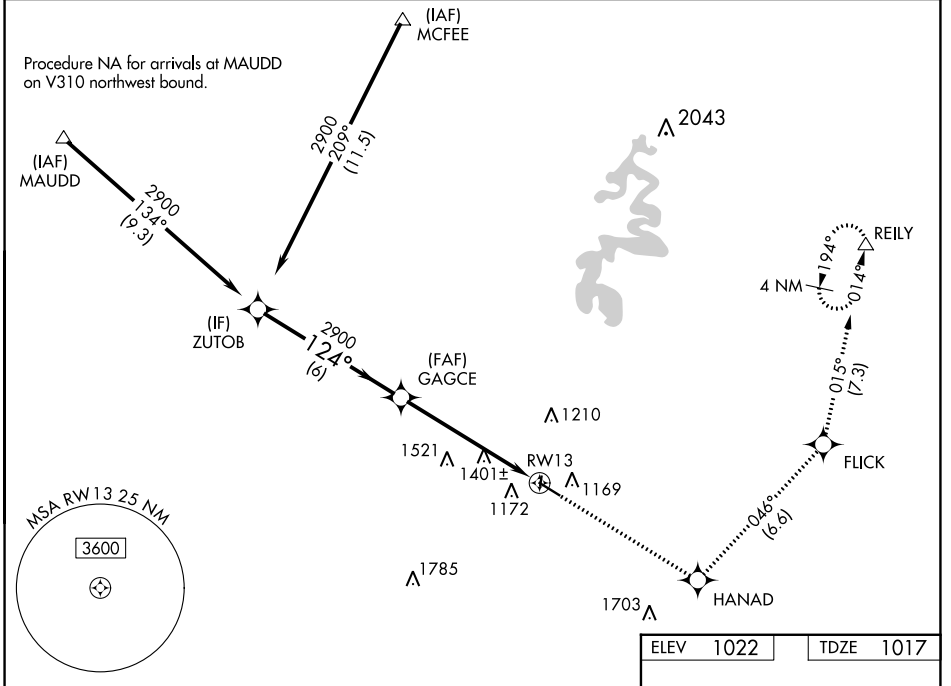 (IAF)
MCFEE
Procedure NA for arrivals at MAUDD
on V310 northwest bound.
2900
209°
(11.5)
2043
(IAF)
MAUDD
2900
134°
(9.3)
REILY
194°
014°
4 NM
(IF)
ZUTOB
2900
124°
(6)
(FAF)
GAGCE
015°
(7.3)
1210
1521
1401±
RW13
1169
1172
FLICK
046°
(6.6)
MSA RW13 25 NM
3600
1785
HANAD
1703
ELEV 1022
TDZE 1017